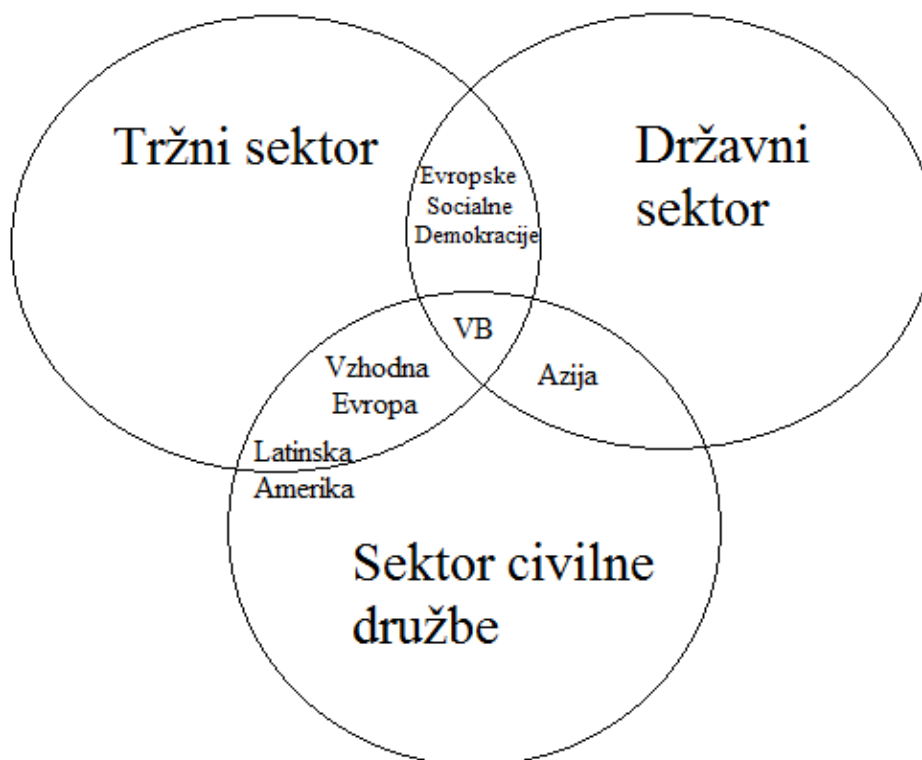 Tržni sektor
Državni
sektor
Evropske
Socialne
Demokracije
VB
Vzhodna
Evropa
Azija
Latinska
Amerika
Sektor civilne
družbe